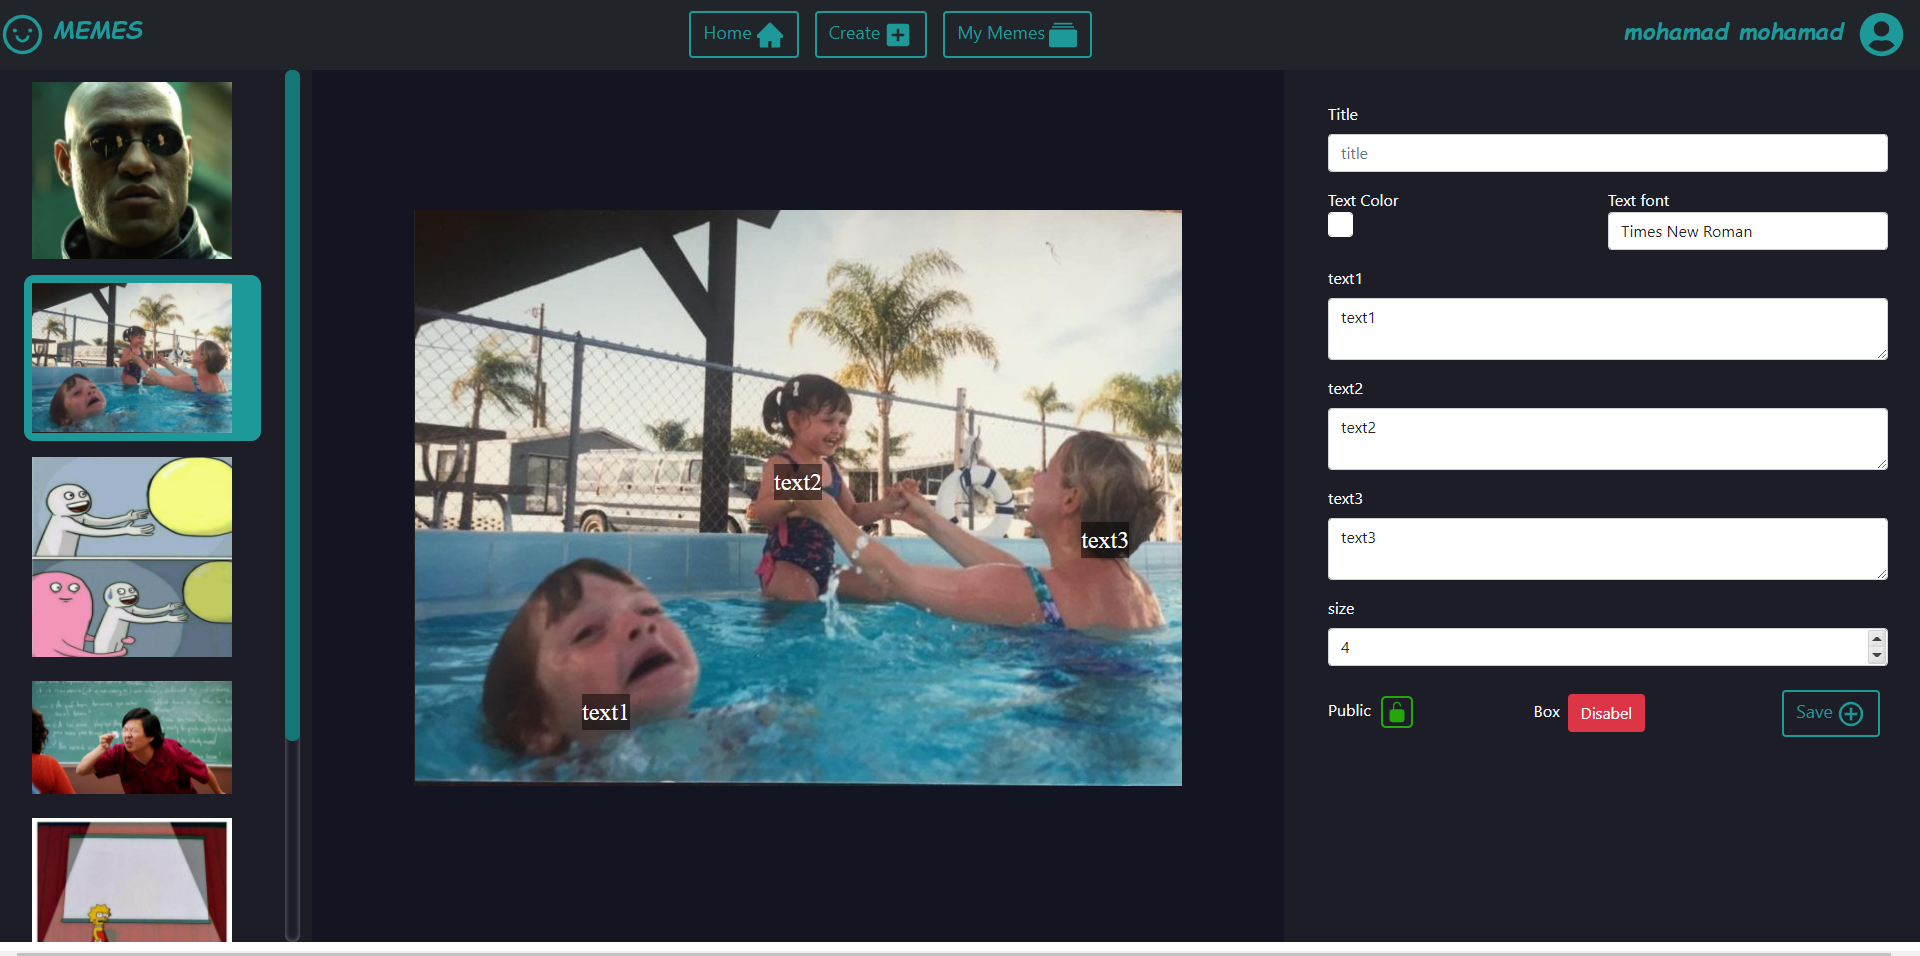 MEMES
Home
Create
My Memes
mohamad mohamad
Title
title
Text Color
Text font
Times New Roman
text1
text1
text2
text2
text3
text3
size
4
Public
Box
Disabel
Save
text2
text3
text1